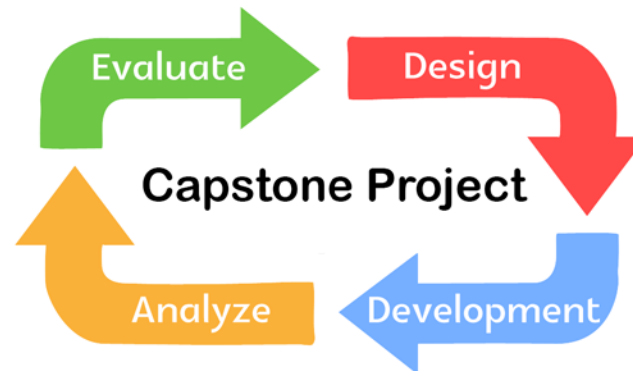 Evaluate
Design
Capstone Project
Analyze
Development